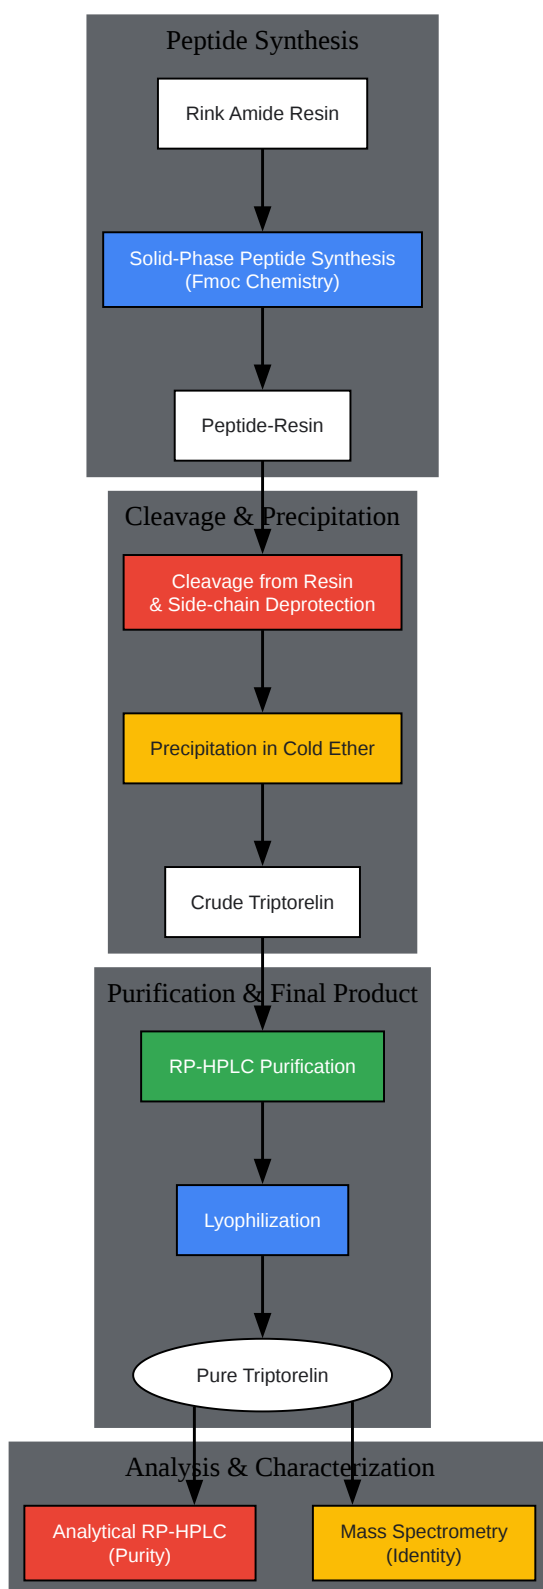 Peptide Synthesis
Rink Amide Resin
Solid-Phase Peptide Synthesis
(Fmoc Chemistry)
Peptide-Resin
Cleavage & Precipitation
Cleavage from Resin
& Side-chain Deprotection
Precipitation in Cold Ether
Crude Triptorelin
Purification & Final Product
RP-HPLC Purification
Lyophilization
Pure Triptorelin
Analysis & Characterization
Analytical RP-HPLC
(Purity)
Mass Spectrometry
(Identity)